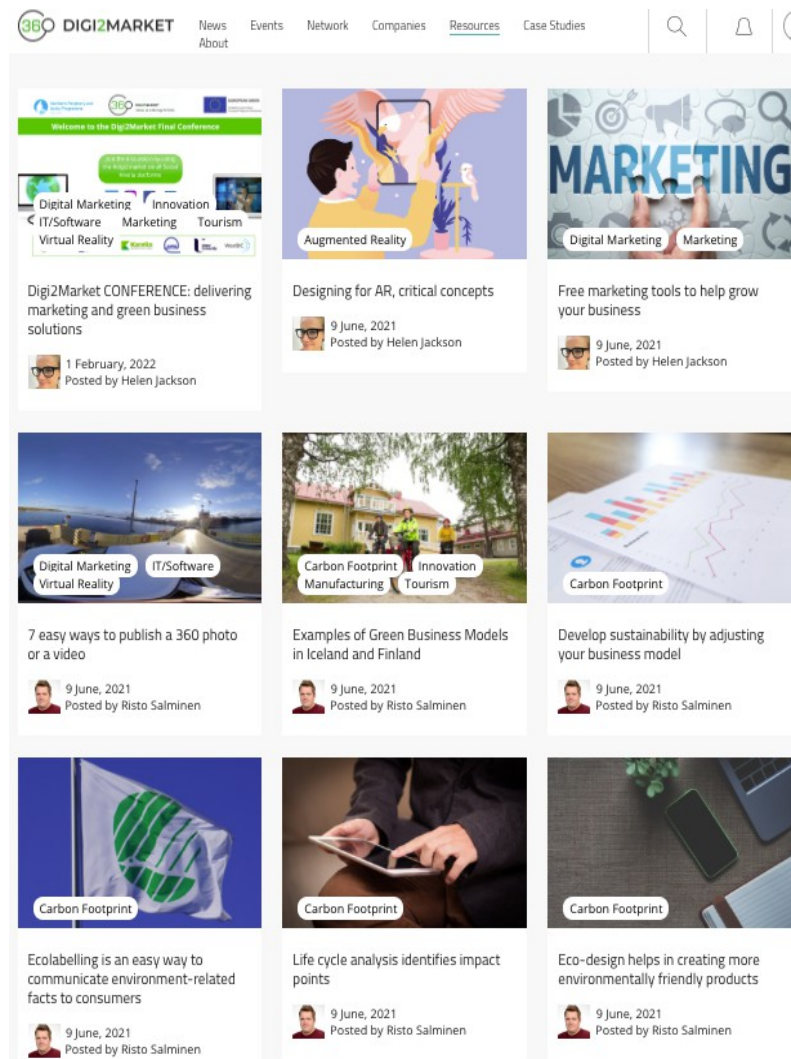 360 DIGI2MARKET
News Events Network Companies Resources Case Studies
About
EUROPEAN UNION
Welcome to the Digi2Market Final Conference
Digital Marketing Innovation
IT/Software Marketing Tourism
Virtual Reality
Karelia
Digi2Market CONFERENCE: delivering
marketing and green business
solutions
1 February, 2022
Posted by Helen Jackson
Augmented Reality
Designing for AR, critical concepts
9 June, 2021
Posted by Helen Jackson
MARKETING
Digital Marketing Marketing
Free marketing tools to help grow
your business
9 June, 2021
Posted by Helen Jackson
Digital Marketing IT/Software
Virtual Reality
7 easy ways to publish a 360 photo
or a video
9 June, 2021
Posted by Risto Salminen
Carbon Footprint Innovation
Manufacturing Tourism
Examples of Green Business Models
in Iceland and Finland
9 June, 2021
Posted by Risto Salminen
Carbon Footprint
Develop sustainability by adjusting
your business model
9 June, 2021
Posted by Risto Salminen
Carbon Footprint
Ecolabelling is an easy way to
communicate environment-related
facts to consumers
9 June, 2021
Posted by Risto Salminen
Carbon Footprint
Life cycle analysis identifies impact
points
9 June, 2021
Posted by Risto Salminen
Carbon Footprint
Eco-design helps in creating more
environmentally friendly products
9 June, 2021
Posted by Risto Salminen